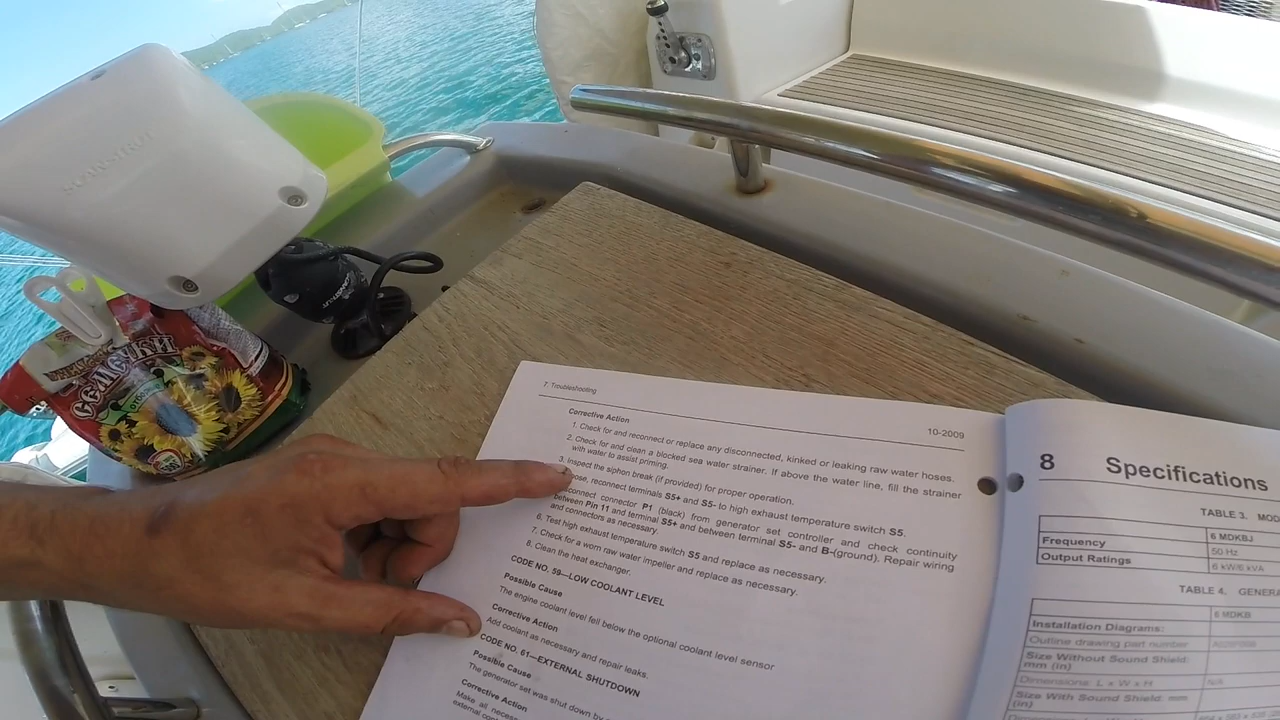 SCANSTRUT
СЕМЕЧКИ
7. Troubleshooting
10-2009
Corrective Action
1. Check for and reconnect or replace any disconnected, kinked or leaking raw water hoses.
2. Check for and clean a blocked sea water strainer. If above the water line, fill the strainer
with water to assist priming.
3. Inspect the siphon break (if provided) for proper operation.
ose, reconnect terminals S5+ and S5- to high exhaust temperature switch S5.
connect connector P1 (black) from generator set controller and check continuity
between Pin 11 and terminal S5+ and between terminal S5- and B-(ground). Repair wiring
and connectors as necessary.
6. Test high exhaust temperature switch S5 and replace as necessary.
7. Check for a worn raw water impeller and replace as necessary.
8. Clean the heat exchanger.
CODE NO. 59—LOW COOLANT LEVEL
Possible Cause
The engine coolant level fell below the optional coolant level sensor
Corrective Action
Add coolant as necessary and repair leaks.
CODE NO. 61—EXTERNAL SHUTDOWN
Possible Cause
The generator set was shut down by
Corrective Action
Make all neces
external con
8 Specifications
TABLE 3. MOD
6 MDKBJ
Frequency 50 Hz
Output Ratings 6 kW/6 kVA
TABLE 4. GENERA
6 MDKB
Installation Diagrams:
Outline drawing part number
Size Without Sound Shield:
mm (in)
Dimensions: L x W x H N/A
Size With Sound Shield: mm
(in)